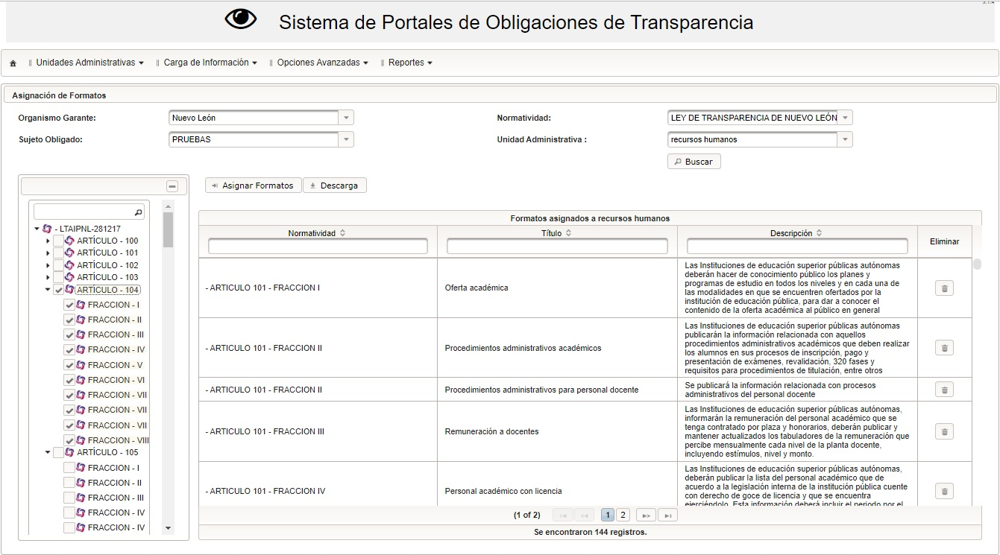 3.1.4
Sistema de Portales de Obligaciones de Transparencia
Unidades Administrativas
Carga de Información
Opciones Avanzadas
Reportes
Asignación de Formatos
Organismo Garante:
Nuevo León
Normatividad:
LEY DE TRANSPARENCIA DE NUEVO LEÓN
Sujeto Obligado:
PRUEBAS
Unidad Administrativa :
recursos humanos
Buscar
Asignar Formatos
Descarga
- LTAIPNL-281217
ARTÍCULO - 100
ARTÍCULO - 101
ARTÍCULO - 102
ARTÍCULO - 103
ARTÍCULO - 104
FRACCION - I
FRACCION - II
FRACCION - III
FRACCION - IV
FRACCION - V
FRACCION - VI
FRACCION - VII
FRACCION - VII
FRACCION - VII
FRACCION - VIII
ARTÍCULO - 105
FRACCION - I
FRACCION - II
FRACCION - III
FRACCION - IV
FRACCION - IV
Formatos asignados a recursos humanos
Normatividad
Título
Descripción
Eliminar
- ARTICULO 101 - FRACCION I
Oferta académica
Las Instituciones de educación superior públicas autónomas
deberán hacer de conocimiento público los planes y
programas de estudio en todos los niveles y en cada una de
las modalidades en que se encuentren ofertados por la
institución de educación pública, para dar a conocer el
contenido de la oferta académica al público en general
- ARTICULO 101 - FRACCION II
Procedimientos administrativos académicos
Las Instituciones de educación superior públicas autónomas
publicarán la información relacionada con aquellos
procedimientos administrativos académicos que deben realizar
los alumnos en sus procesos de inscripción, pago y
presentación de exámenes, revalidación, 320 fases y
requisitos para procedimientos de titulación, entre otros
- ARTICULO 101 - FRACCION II
Procedimientos administrativos para personal docente
Se publicará la información relacionada con procesos
administrativos del personal docente
- ARTICULO 101 - FRACCION III
Remuneración a docentes
Las Instituciones de educación superior públicas autónomas,
informarán la remuneración del personal académico que se
tenga contratado por plaza y honorarios, deberán publicar y
mantener actualizados los tabuladores de la remuneración que
percibe mensualmente cada nivel de la planta docente,
incluyendo estímulos, nivel y monto.
- ARTICULO 101 - FRACCION IV
Personal académico con licencia
Las Instituciones de educación superior públicas autónomas,
deberán publicar la lista del personal académico que de
acuerdo a la legislación interna de la institución pública cuente
con derecho de goce de licencia y que se encuentra
ejerciéndolo. Esta información deberá incluir el periodo por el
(1 of 2)
1
2
Se encontraron 144 registros.